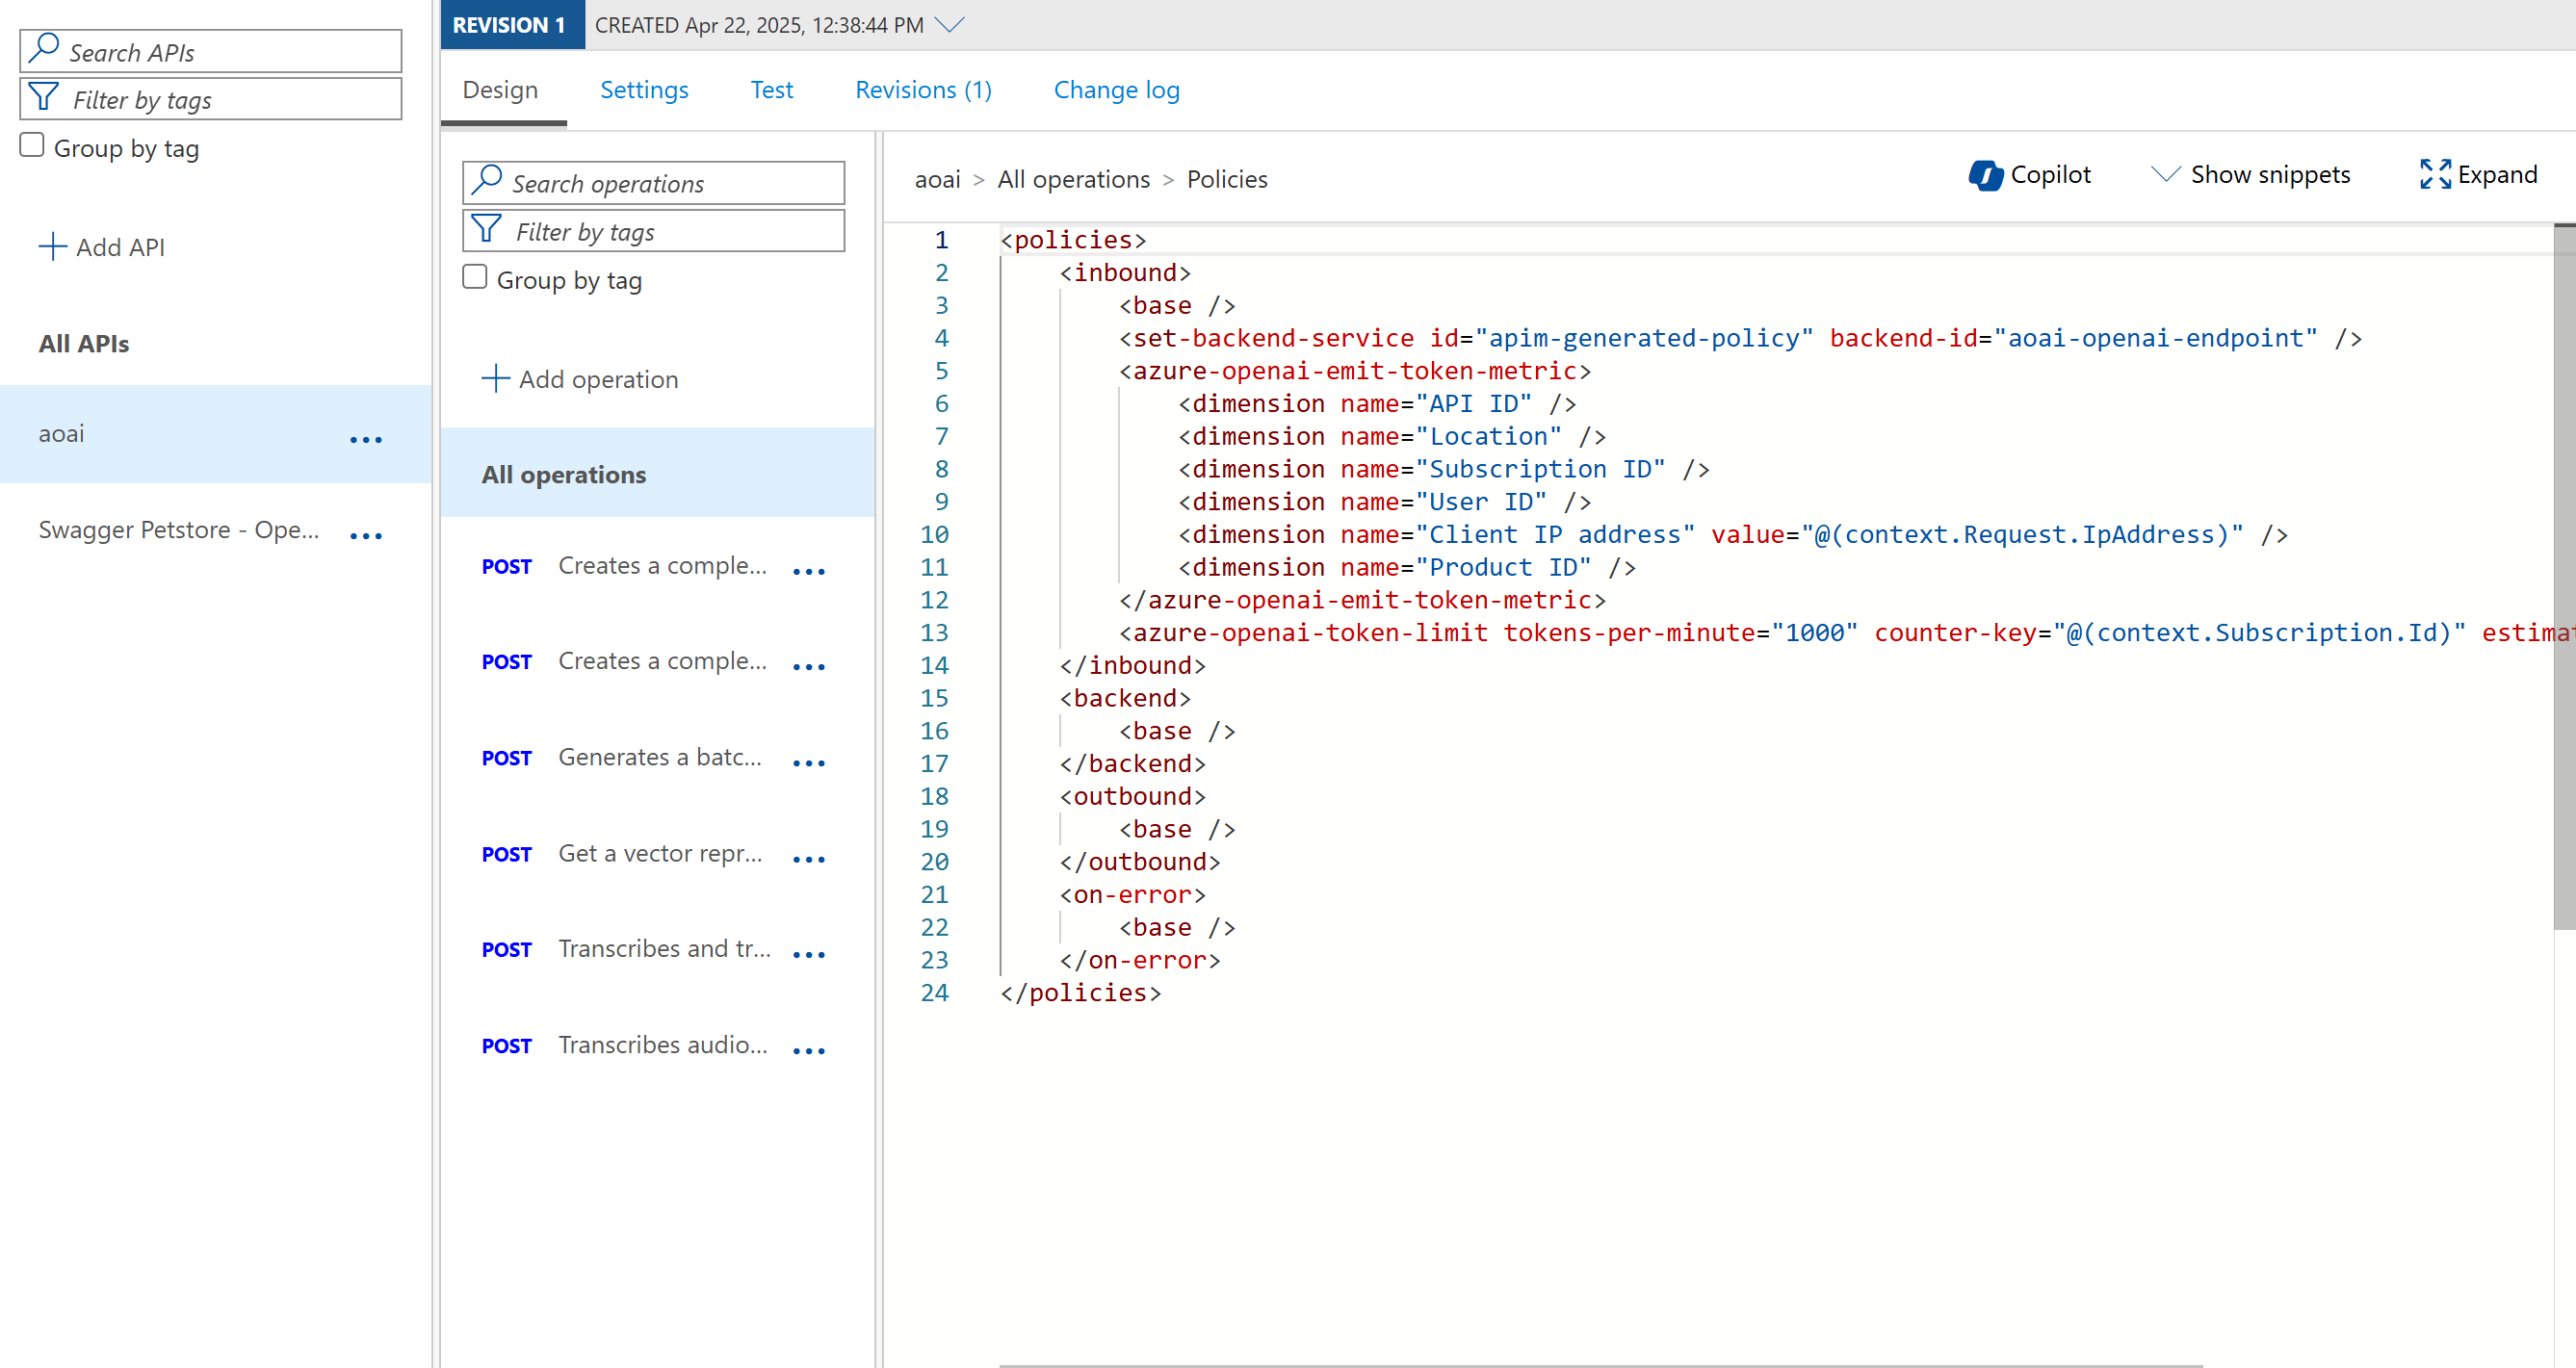 Search APIs
Filter by tags
Group by tag
Add API
All APIs
aoai
Swagger Petstore - Ope...
REVISION 1 CREATED Apr 22, 2025, 12:38:44 PM
Design Settings Test Revisions (1) Change log
Search operations
Filter by tags
Group by tag
Add operation
All operations
POST Creates a comple...
POST Creates a comple...
POST Generates a batc...
POST Get a vector repr...
POST Transcribes and tr...
POST Transcribes audio...
aoai > All operations > Policies
Copilot Show snippets Expand
1 <policies>
2 <inbound>
3 <base />
4 <set-backend-service id="apim-generated-policy" backend-id="aoai-openai-endpoint" />
5 <azure-openai-emit-token-metric>
6 <dimension name="API ID" />
7 <dimension name="Location" />
8 <dimension name="Subscription ID" />
9 <dimension name="User ID" />
10 <dimension name="Client IP address" value="@(context.Request.IpAddress)" />
11 <dimension name="Product ID" />
12 </azure-openai-emit-token-metric>
13 <azure-openai-token-limit tokens-per-minute="1000" counter-key="@(context.Subscription.Id)" estimat
14 </inbound>
15 <backend>
16 <base />
17 </backend>
18 <outbound>
19 <base />
20 </outbound>
21 <on-error>
22 <base />
23 </on-error>
24 </policies>